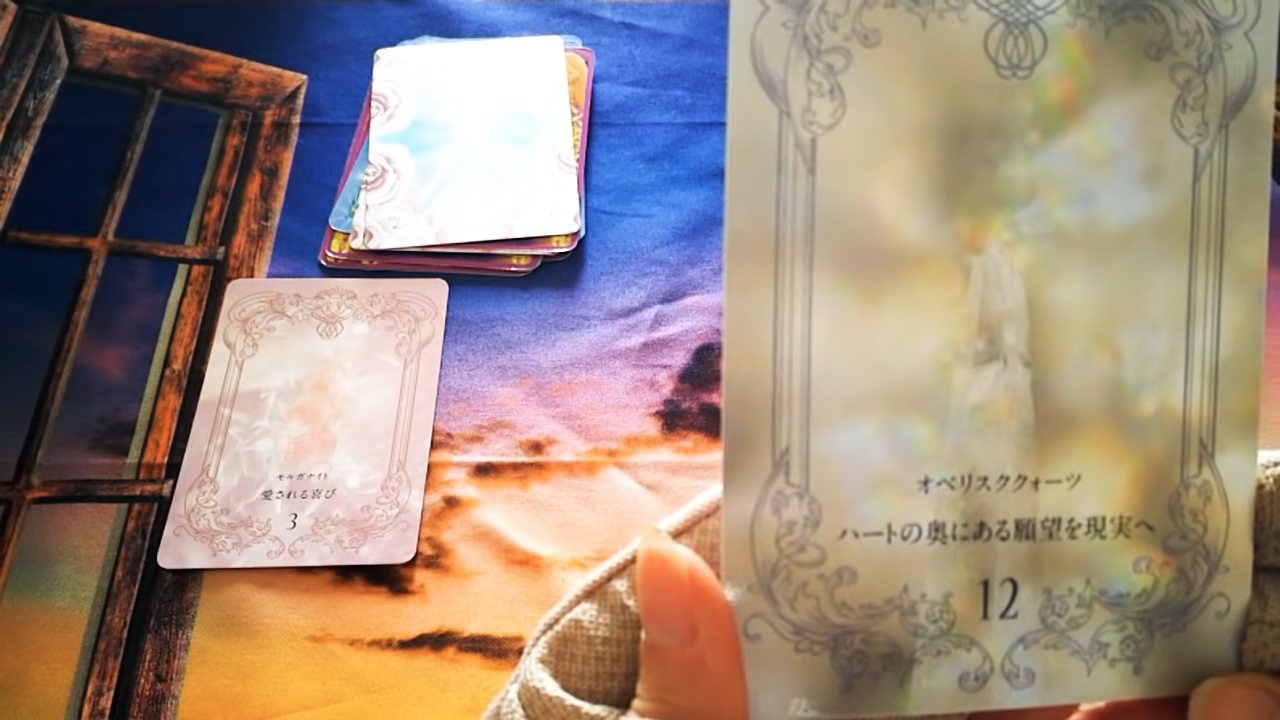 モルガナイト
愛される喜び
3
オベリスククォーツ
ハートの奥にある願望を現実へ
12